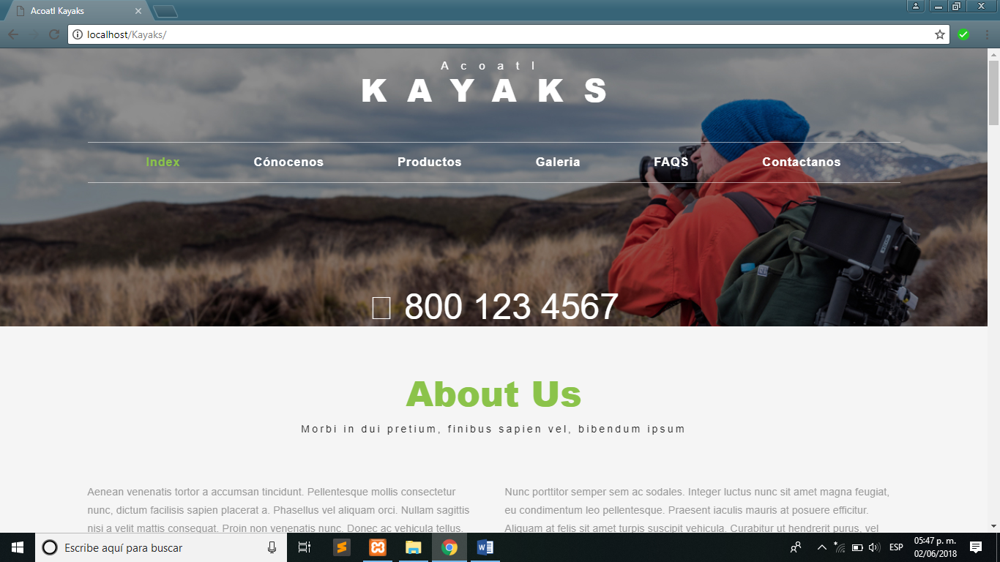 Acoatl Kayaks
localhost/Kayaks/
Acoatl
KAYAKS
Index Cónocenos Productos Galeria FAQS Contactanos
800 123 4567
About Us
Morbi in dui pretium, finibus sapien vel, bibendum ipsum
Aenean venenatis tortor a accumsan tincidunt. Pellentesque mollis consectetur
nunc, dictum facilisis sapien placerat a. Phasellus vel aliquam orci. Nullam sagittis
nisi a velit mattis consequat. Proin non venenatis nunc. Donec ac vehicula tellus.
Nunc porttitor semper sem ac sodales. Integer luctus nunc sit amet magna feugiat,
eu condimentum leo pellentesque. Praesent iaculis mauris at posuere efficitur.
Aliquam at felis sit amet turpis suscipit vehicula. Curabitur ut hendrerit purus, vel
Escribe aquí para buscar
ESP
05:47 p. m.
02/06/2018